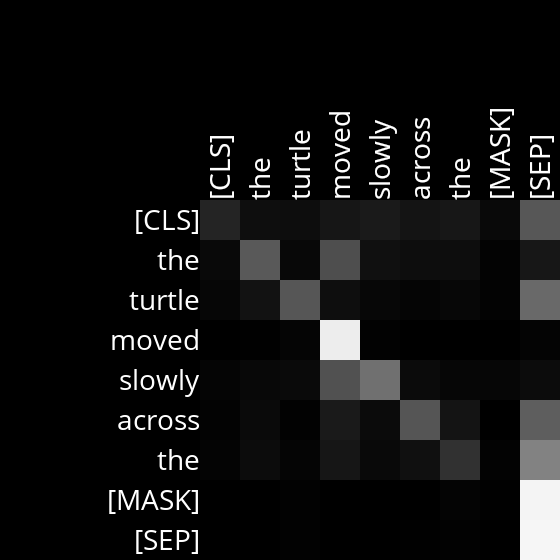 [CLS] the turtle moved slowly across the [MASK] [SEP]
[CLS]
the
turtle
moved
slowly
across
the
[MASK]
[SEP]